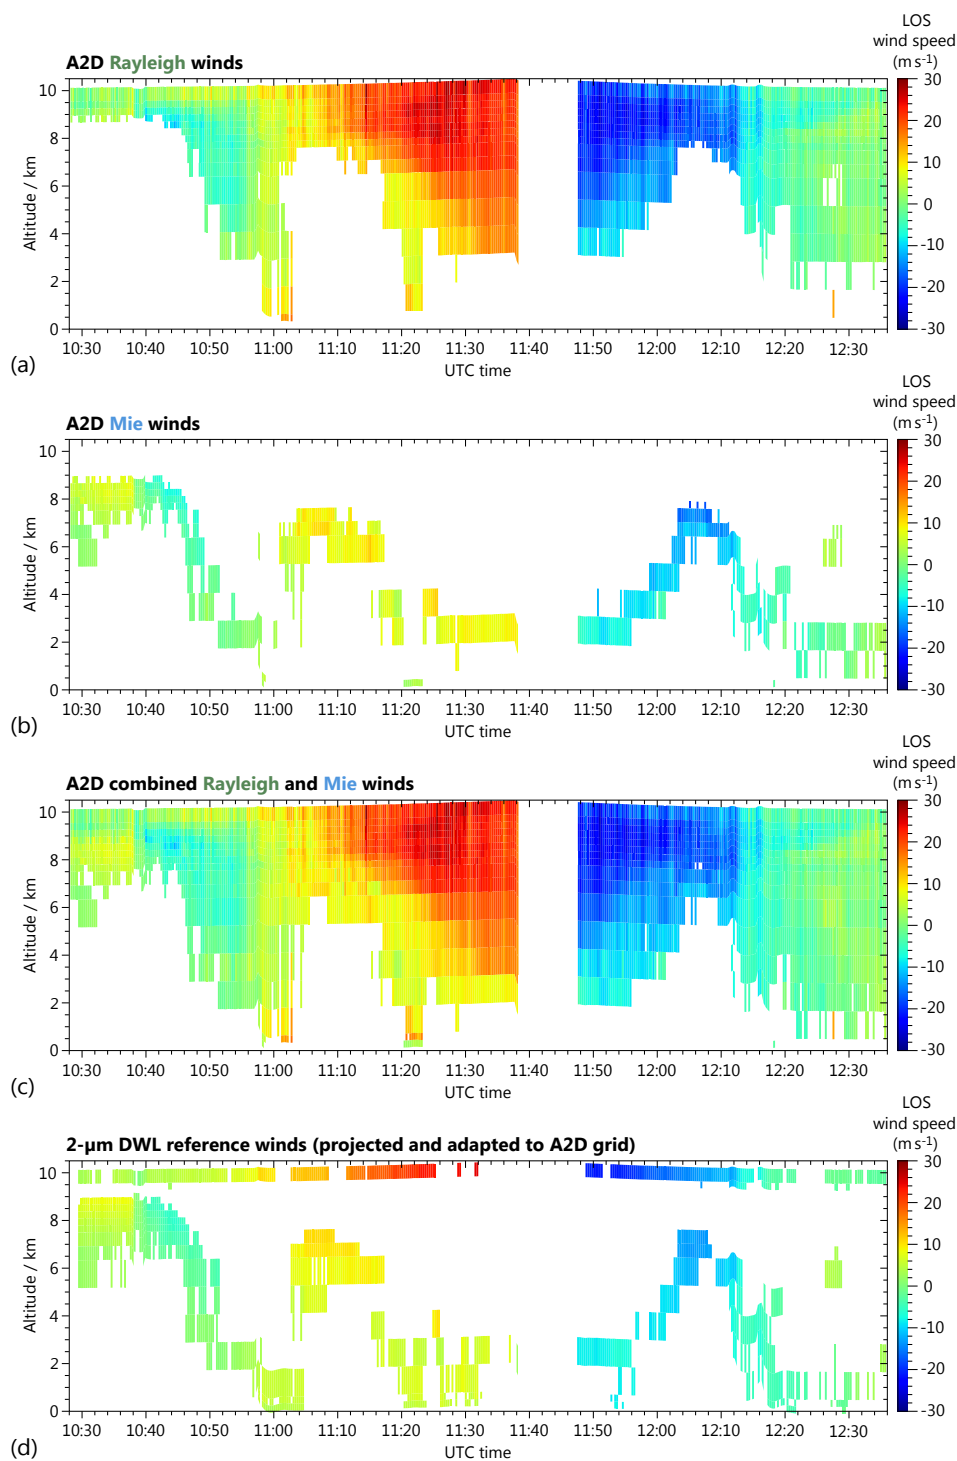 LOS
wind speed
(m s-1)
A2D Rayleigh winds
10
8
6
4
2
0
Altitude / km
30
20
10
0
-10
-20
-30
10:30 10:40 10:50 11:00 11:10 11:20 11:30 11:40 11:50 12:00 12:10 12:20 12:30
UTC time
(a)
LOS
wind speed
(m s-1)
A2D Mie winds
10
8
6
4
2
0
Altitude / km
30
20
10
0
-10
-20
-30
10:30 10:40 10:50 11:00 11:10 11:20 11:30 11:40 11:50 12:00 12:10 12:20 12:30
UTC time
(b)
LOS
wind speed
(m s-1)
A2D combined Rayleigh and Mie winds
10
8
6
4
2
0
Altitude / km
30
20
10
0
-10
-20
-30
10:30 10:40 10:50 11:00 11:10 11:20 11:30 11:40 11:50 12:00 12:10 12:20 12:30
UTC time
(c)
LOS
wind speed
(m s-1)
2-µm DWL reference winds (projected and adapted to A2D grid)
10
8
6
4
2
0
Altitude / km
30
20
10
0
-10
-20
-30
10:30 10:40 10:50 11:00 11:10 11:20 11:30 11:40 11:50 12:00 12:10 12:20 12:30
UTC time
(d)